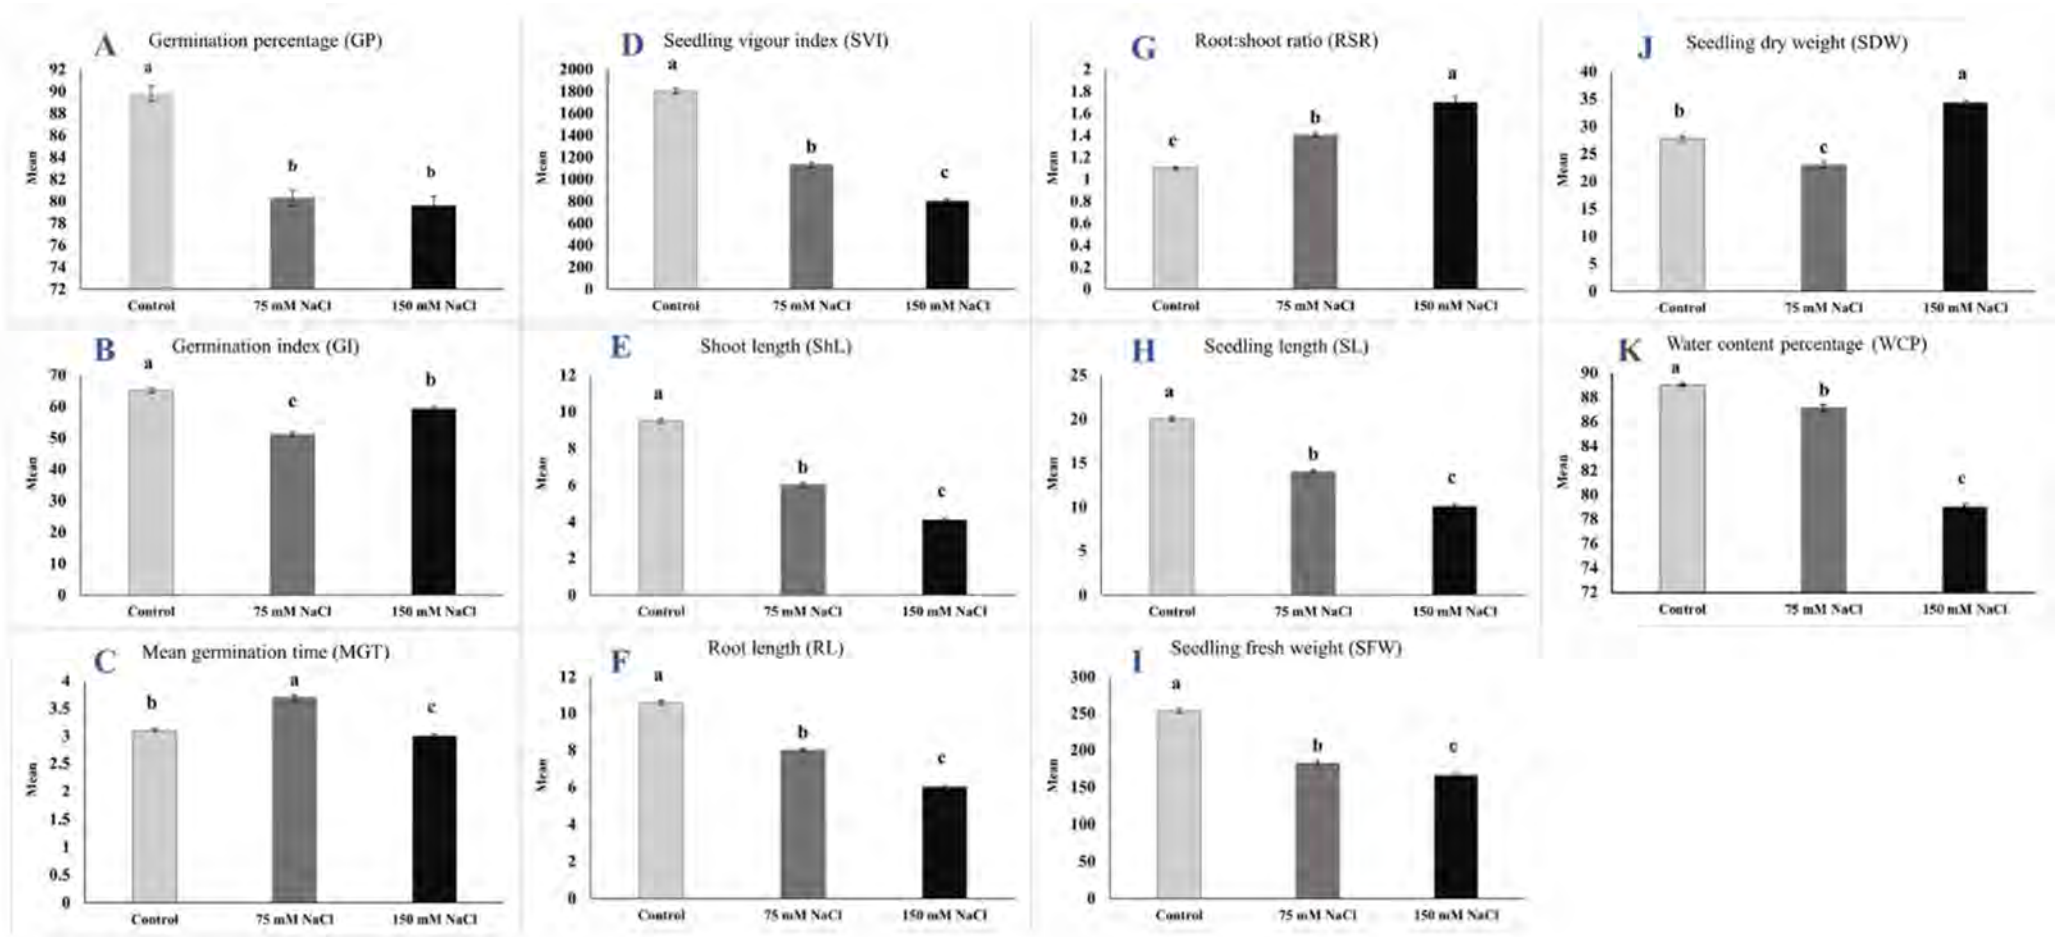 A Germination percentage (GP)
a
92
90
88
86
84
82
80
78
76
74
72
Mean
b
b
Control 75 mM NaCl 150 mM NaCl
B Germination index (GI)
a
70
60
50
40
30
20
10
0
Mean
c
b
Control 75 mM NaCl 150 mM NaCl
C Mean germination time (MGT)
4
3.5
3
2.5
2
1.5
1
0.5
0
Mean
b
a
c
Control 75 mM NaCl 150 mM NaCl
D Seedling vigour index (SVI)
a
2000
1800
1600
1400
1200
1000
800
600
400
200
0
Mean
b
c
Control 75 mM NaCl 150 mM NaCl
E Shoot length (ShL)
12
10
8
6
4
2
0
Mean
a
b
c
Control 75 mM NaCl 150 mM NaCl
F Root length (RL)
12
10
8
6
4
2
0
Mean
a
b
c
Control 75 mM NaCl 150 mM NaCl
G Root:shoot ratio (RSR)
2
1.8
1.6
1.4
1.2
1
0.8
0.6
0.4
0.2
0
Mean
c
b
a
Control 75 mM NaCl 150 mM NaCl
H Seedling length (SL)
25
20
15
10
5
0
Mean
a
b
c
Control 75 mM NaCl 150 mM NaCl
I Seedling fresh weight (SFW)
300
250
200
150
100
50
0
Mean
a
b
c
Control 75 mM NaCl 150 mM NaCl
J Seedling dry weight (SDW)
40
35
30
25
20
15
10
5
0
Mean
b
c
a
Control 75 mM NaCl 150 mM NaCl
K Water content percentage (WCP)
90
88
86
84
82
80
78
76
74
72
Mean
a
b
c
Control 75 mM NaCl 150 mM NaCl